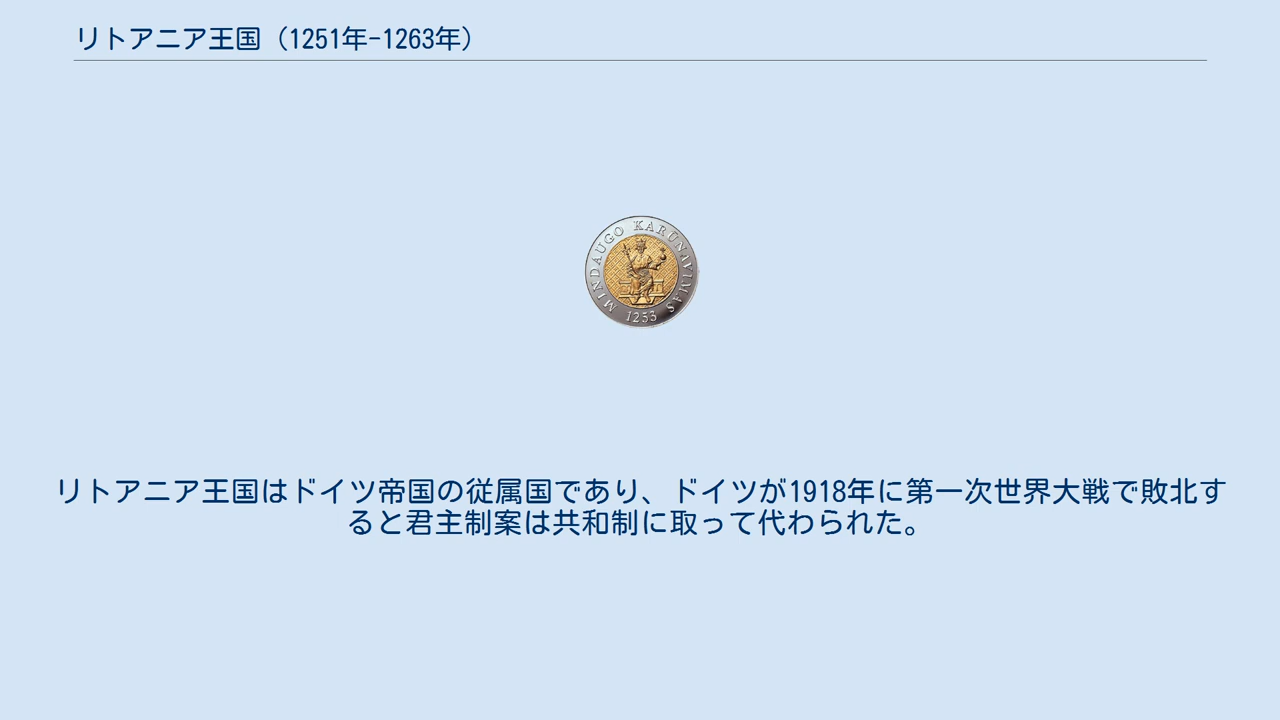 リトアニア王国（1251年-1263年）
MINDAUGO KARŪNAVIMAS
1253
リトアニア王国はドイツ帝国の従属国であり、ドイツが1918年に第一次世界大戦で敗北す
ると君主制案は共和制に取って代わられた。